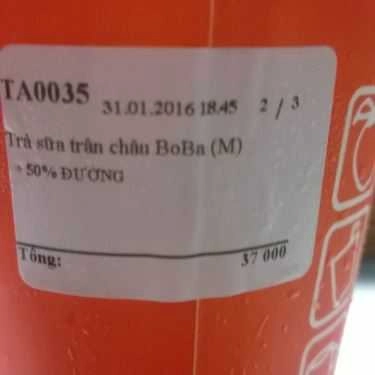 TA0035 31.01.2016 18.45 2 / 3
Trà sữa trân châu BoBa (M)
+ 50% ĐƯỜNG
Tổng: 37 000